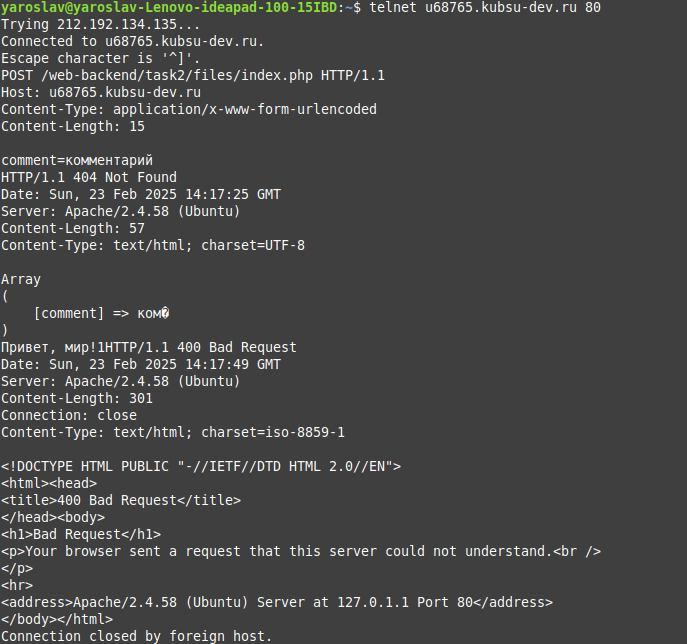 yaroslav@yaroslav-Lenovo-ideapad-100-15IBD:~$ telnet u68765.kubsu-dev.ru 80
Trying 212.192.134.135...
Connected to u68765.kubsu-dev.ru.
Escape character is '^]'.
POST /web-backend/task2/files/index.php HTTP/1.1
Host: u68765.kubsu-dev.ru
Content-Type: application/x-www-form-urlencoded
Content-Length: 15

comment=комментарий
HTTP/1.1 404 Not Found
Date: Sun, 23 Feb 2025 14:17:25 GMT
Server: Apache/2.4.58 (Ubuntu)
Content-Length: 57
Content-Type: text/html; charset=UTF-8

Array
(
    [comment] => ком�
)
Привет, мир!1HTTP/1.1 400 Bad Request
Date: Sun, 23 Feb 2025 14:17:49 GMT
Server: Apache/2.4.58 (Ubuntu)
Content-Length: 301
Connection: close
Content-Type: text/html; charset=iso-8859-1

<!DOCTYPE HTML PUBLIC "-//IETF//DTD HTML 2.0//EN">
<html><head>
<title>400 Bad Request</title>
</head><body>
<h1>Bad Request</h1>
<p>Your browser sent a request that this server could not understand.<br />
</p>
<hr>
<address>Apache/2.4.58 (Ubuntu) Server at 127.0.1.1 Port 80</address>
</body></html>
Connection closed by foreign host.